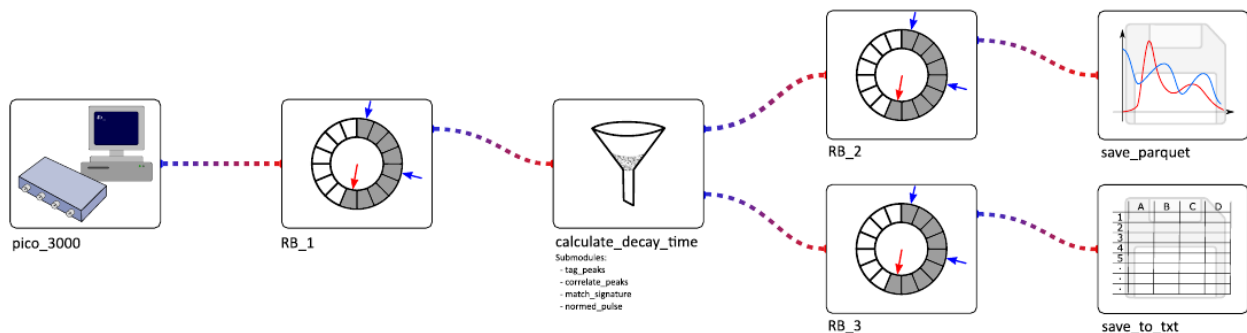 pico_3000
RB_1
calculate_decay_time
Submodules:
- tag_peaks
- correlate_peaks
- match_signature
- normed_pulse
RB_2
save_parquet
RB_3
A B C D
1
2
3
4
5
.
.
.
save_to_txt